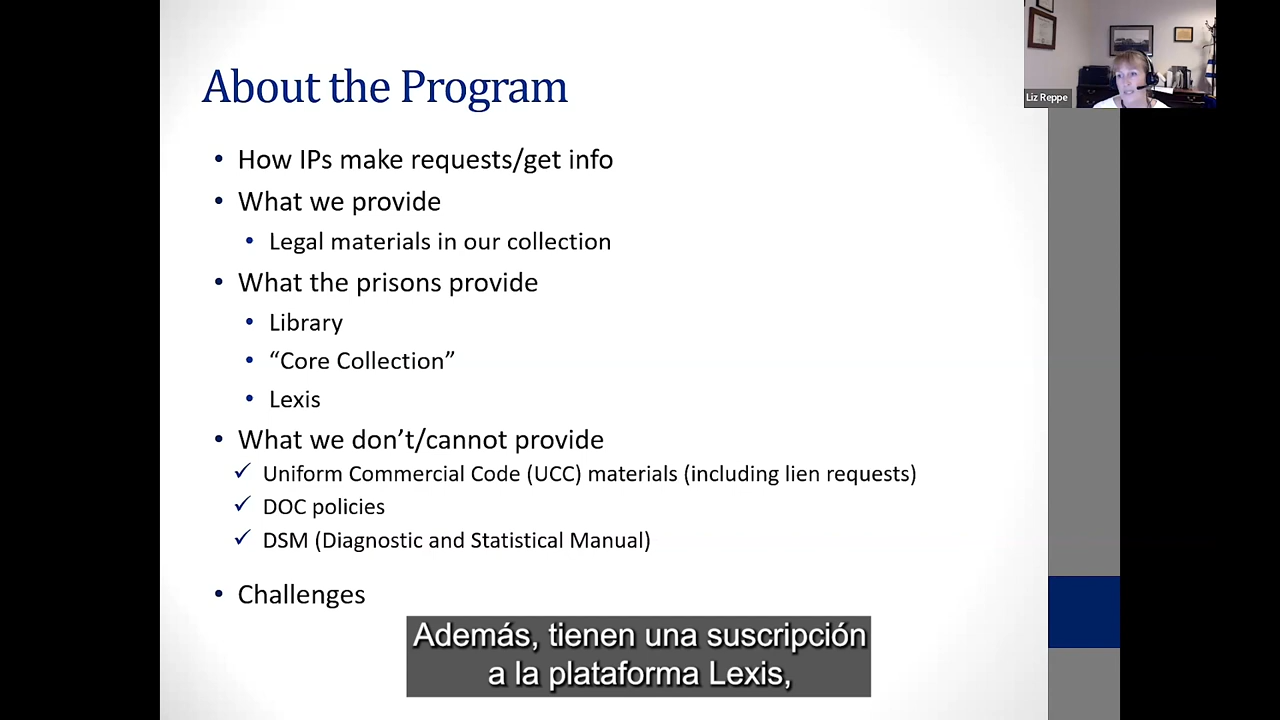 About the Program
• How IPs make requests/get info
• What we provide
• Legal materials in our collection
• What the prisons provide
• Library
• “Core Collection”
• Lexis
• What we don’t/cannot provide
✓ Uniform Commercial Code (UCC) materials (including lien requests)
✓ DOC policies
✓ DSM (Diagnostic and Statistical Manual)
• Challenges
Además, tienen una suscripción
a la plataforma Lexis,
Liz Reppe